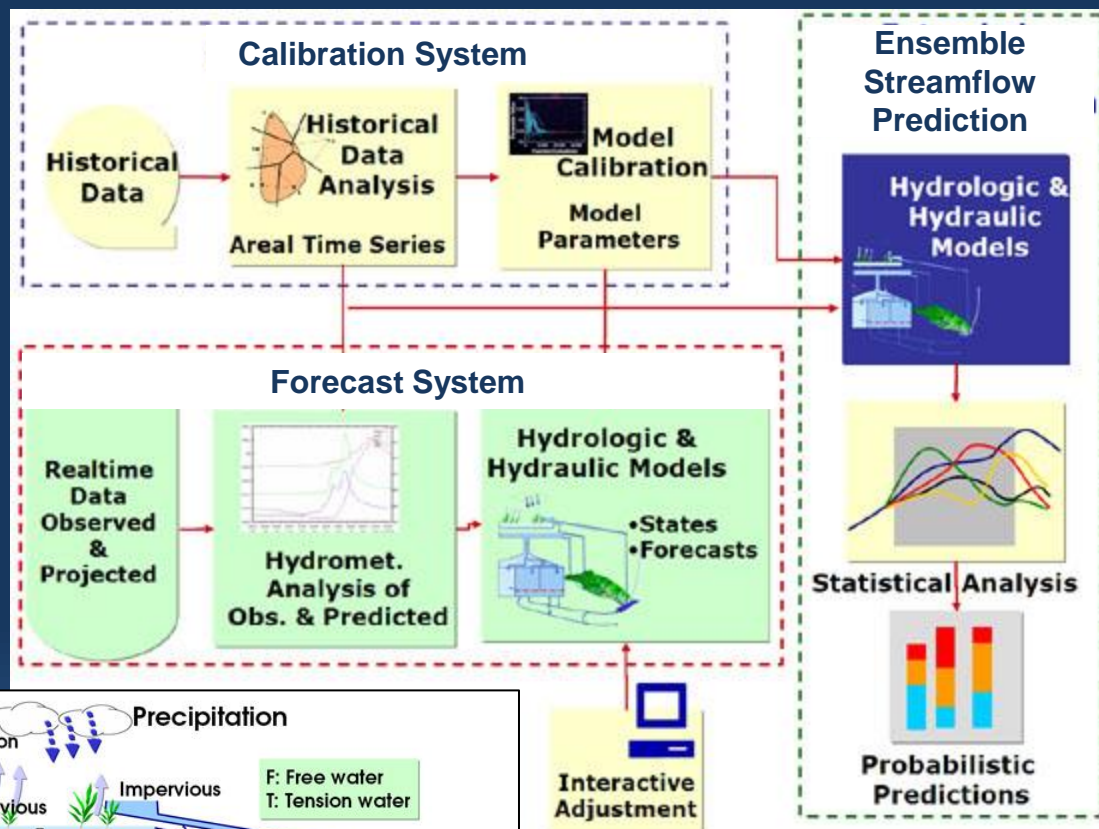 Calibration System
Historical
Data
Historical
Data
Analysis
Areal Time Series
Model
Calibration
Model
Parameters
Ensemble
Streamflow
Prediction
Hydrologic &
Hydraulic
Models
Forecast System
Realtime
Data
Observed
&
Projected
Hydromet.
Analysis of
Obs. & Predicted
Hydrologic &
Hydraulic Models
•States
•Forecasts
Statistical Analysis
Probabilistic
Predictions
Interactive
Adjustment
Precipitation
on
Impervious
vious
F: Free water
T: Tension water